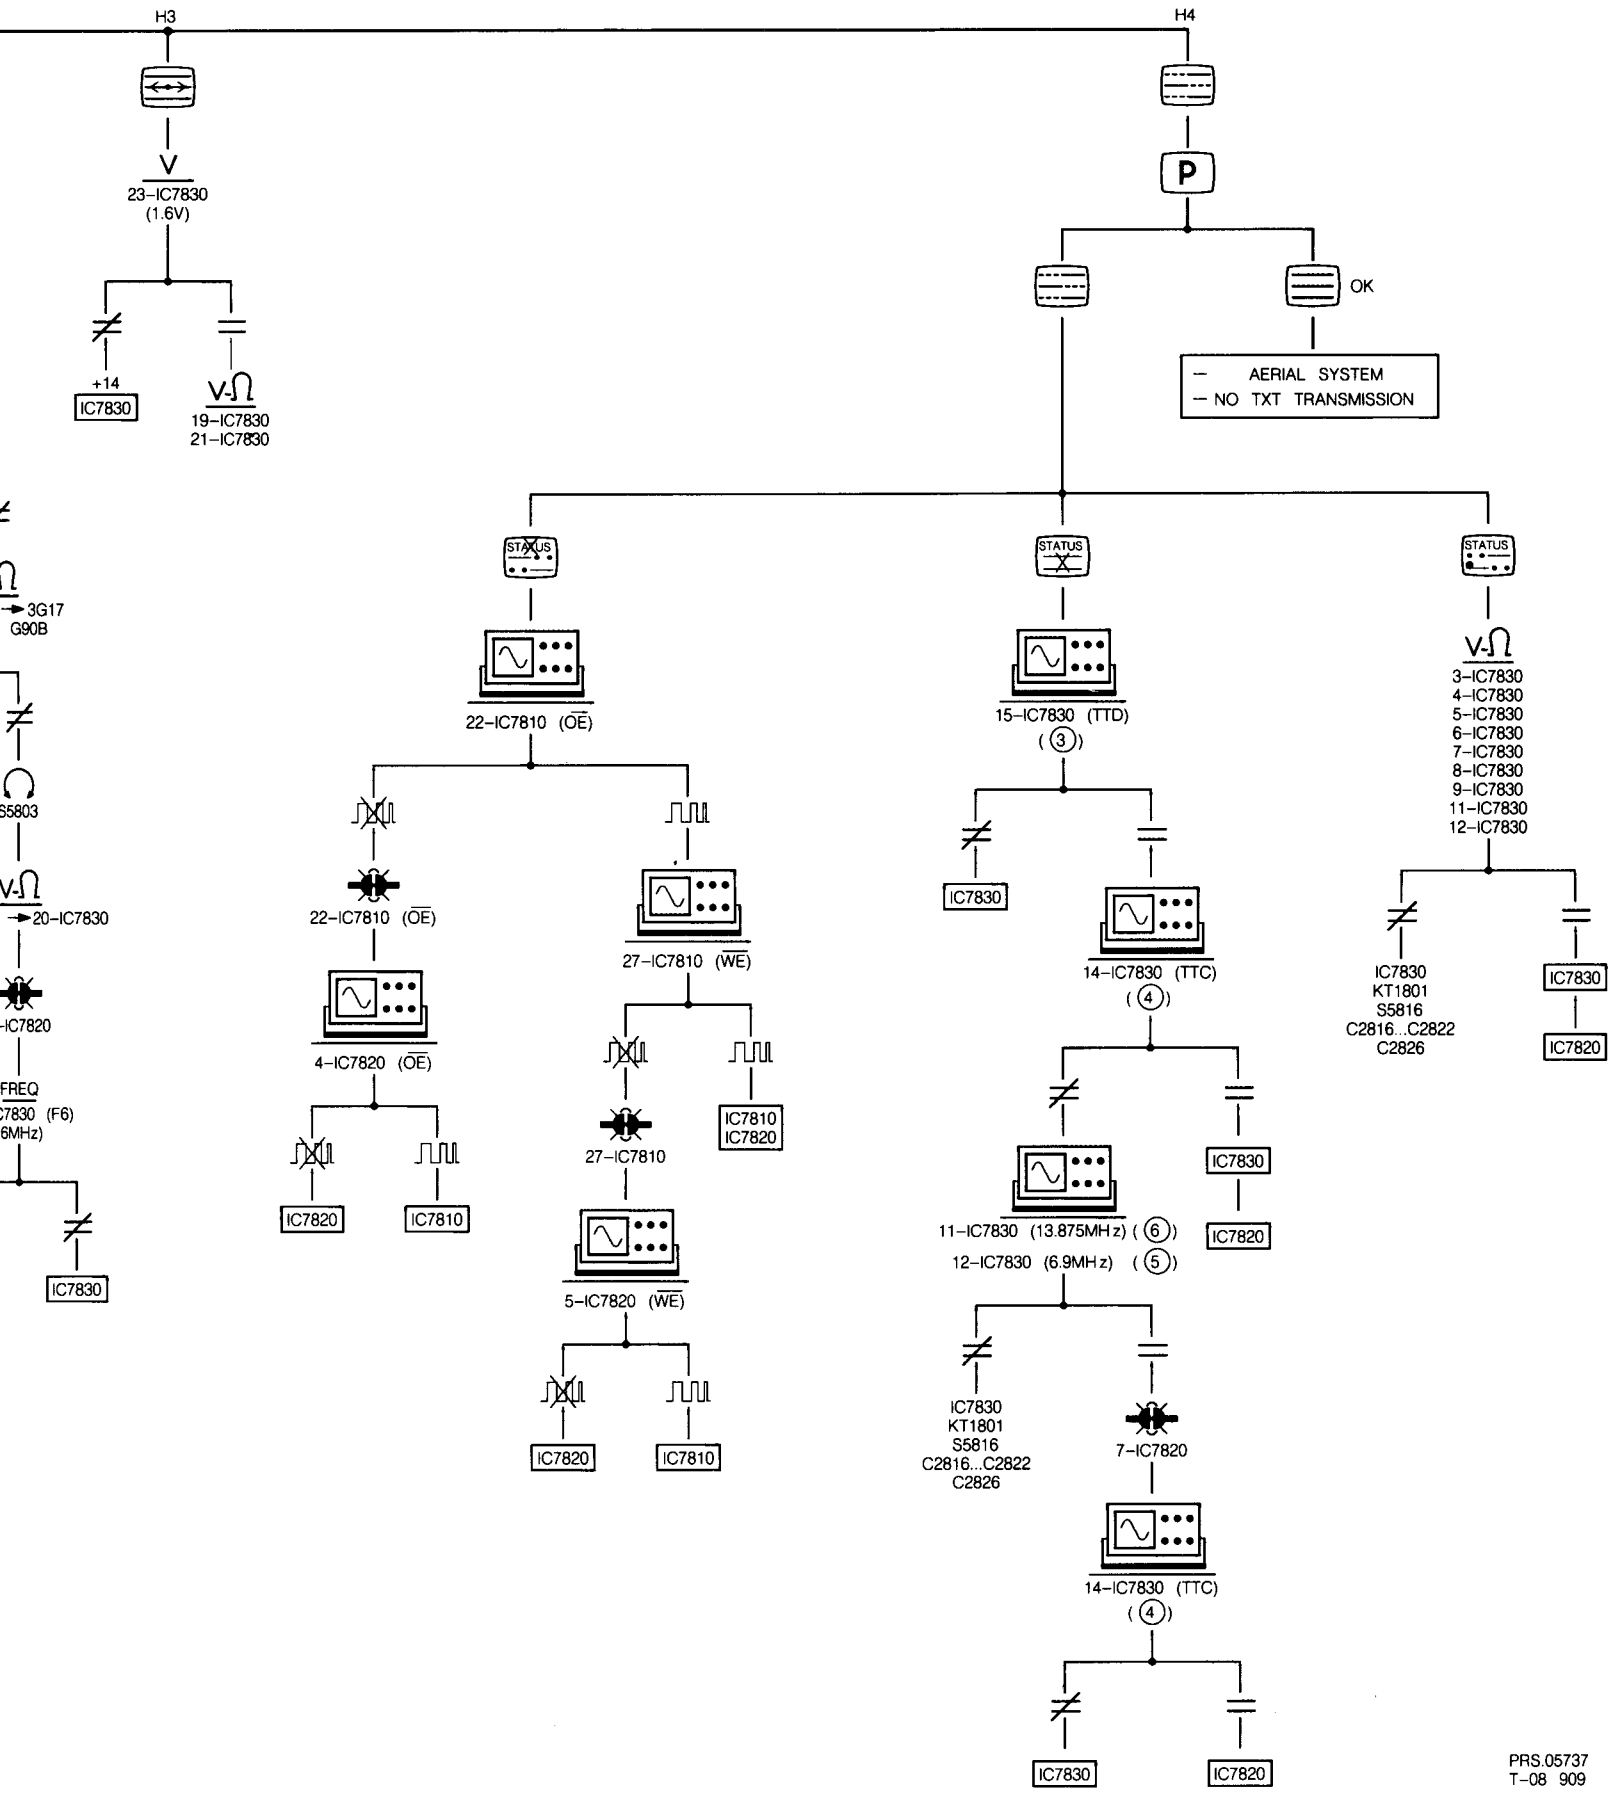 H3
H4
V
23-IC7830
(1.6V)
P
OK
+14
IC7830
V-Ω
19-IC7830
21-IC7830
— AERIAL SYSTEM
— NO TXT TRANSMISSION
Ω
→ 3G17
G90B
S5803
V-Ω
→ 20-IC7830
-IC7820
FREQ
C7830 (F6)
6MHz)
IC7830
STATUS
22-IC7810 (OE)
22-IC7810 (OE)
4-IC7820 (OE)
IC7820
IC7810
27-IC7810 (WE)
IC7810
IC7820
27-IC7810
5-IC7820 (WE)
IC7820
IC7810
STATUS
15-IC7830 (TTD)
(3)
IC7830
14-IC7830 (TTC)
(4)
IC7830
IC7820
11-IC7830 (13.875MHz) (6)
12-IC7830 (6.9MHz) (5)
IC7830
KT1801
S5816
C2816...C2822
C2826
7-IC7820
14-IC7830 (TTC)
(4)
IC7830
IC7820
STATUS
V-Ω
3-IC7830
4-IC7830
5-IC7830
6-IC7830
7-IC7830
8-IC7830
9-IC7830
11-IC7830
12-IC7830
IC7830
KT1801
S5816
C2816...C2822
C2826
IC7830
IC7820
PRS.05737
T-08 909